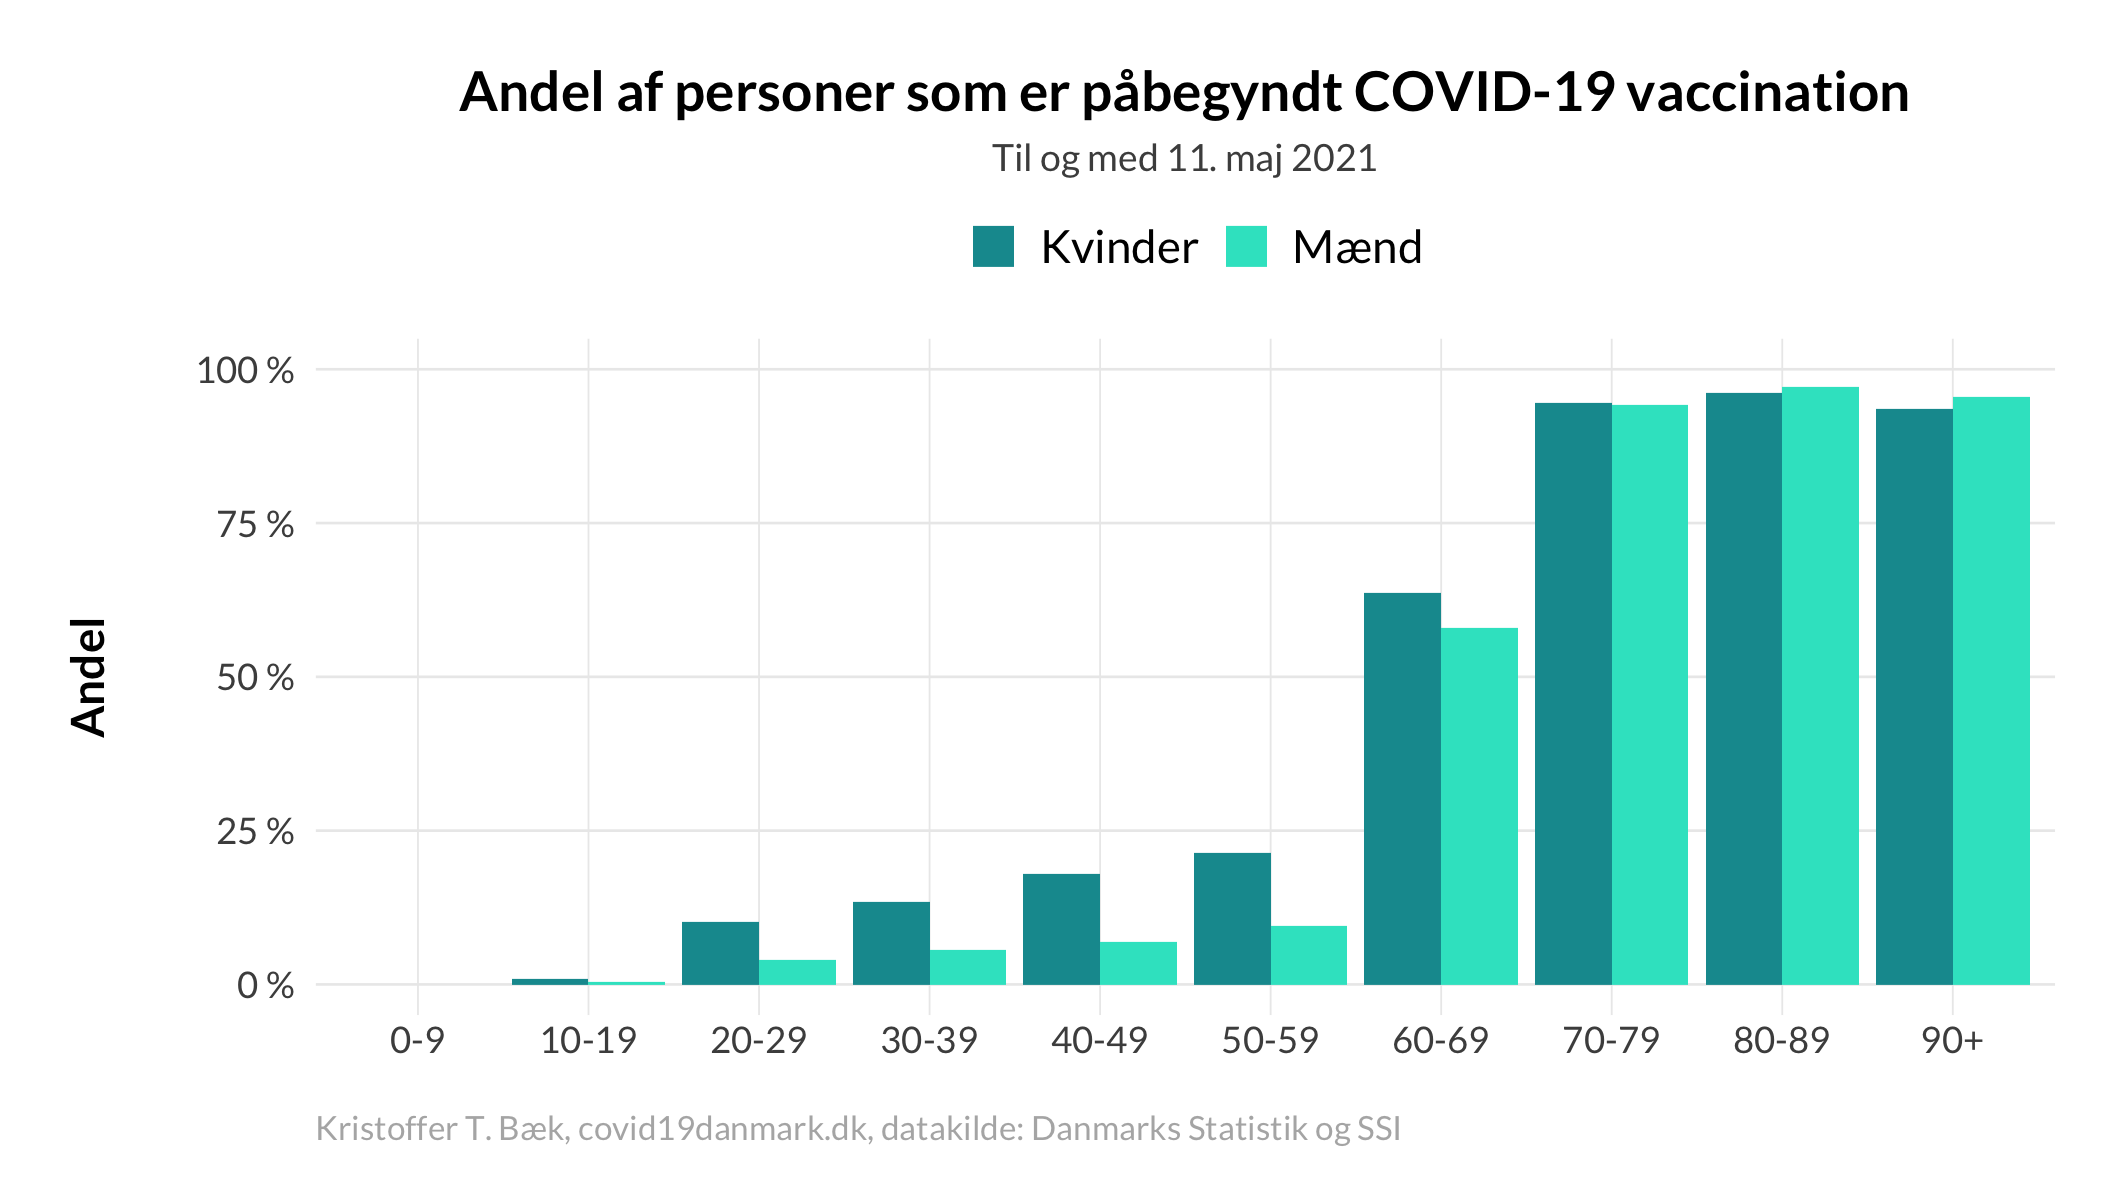 Andel af personer som er påbegyndt COVID-19 vaccination
Til og med 11. maj 2021
Kvinder Mænd
100 %
75 %
50 %
25 %
0 %
Andel
0-9 10-19 20-29 30-39 40-49 50-59 60-69 70-79 80-89 90+
Kristoffer T. Bæk, covid19danmark.dk, datakilde: Danmarks Statistik og SSI